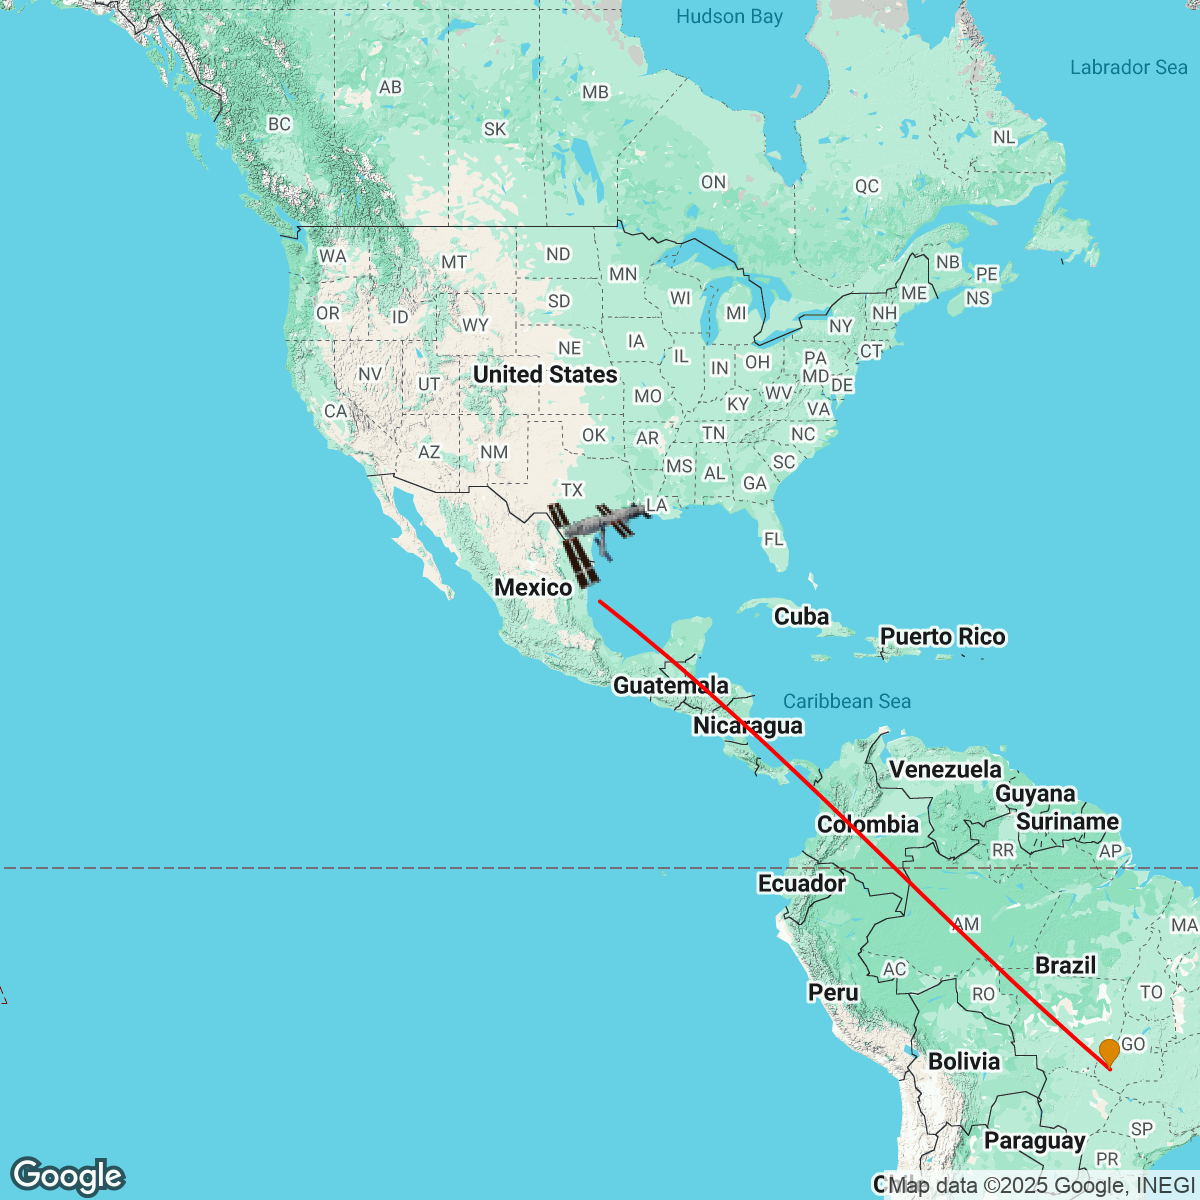 Hudson Bay
Labrador Sea
AB
MB
BC
SK
NL
ON
QC
WA
MT
ND
MN
NB
PE
ME
NS
OR
ID
SD
WI
MI
NH
NY
WY
IA
NE
IL
IN
OH
PA
CT
NV
UT
United States
MD
DE
MO
KY
WV
VA
CA
AZ
NM
OK
AR
TN
NC
MS
AL
SC
GA
TX
LA
FL
Mexico
Cuba
Puerto Rico
Guatemala
Caribbean Sea
Nicaragua
Venezuela
Guyana
Suriname
Colombia
RR
AP
Ecuador
AM
MA
AC
Brazil
Peru
RO
TO
GO
Bolivia
Paraguay
SP
PR
Google
Map data ©2025 Google, INEGI